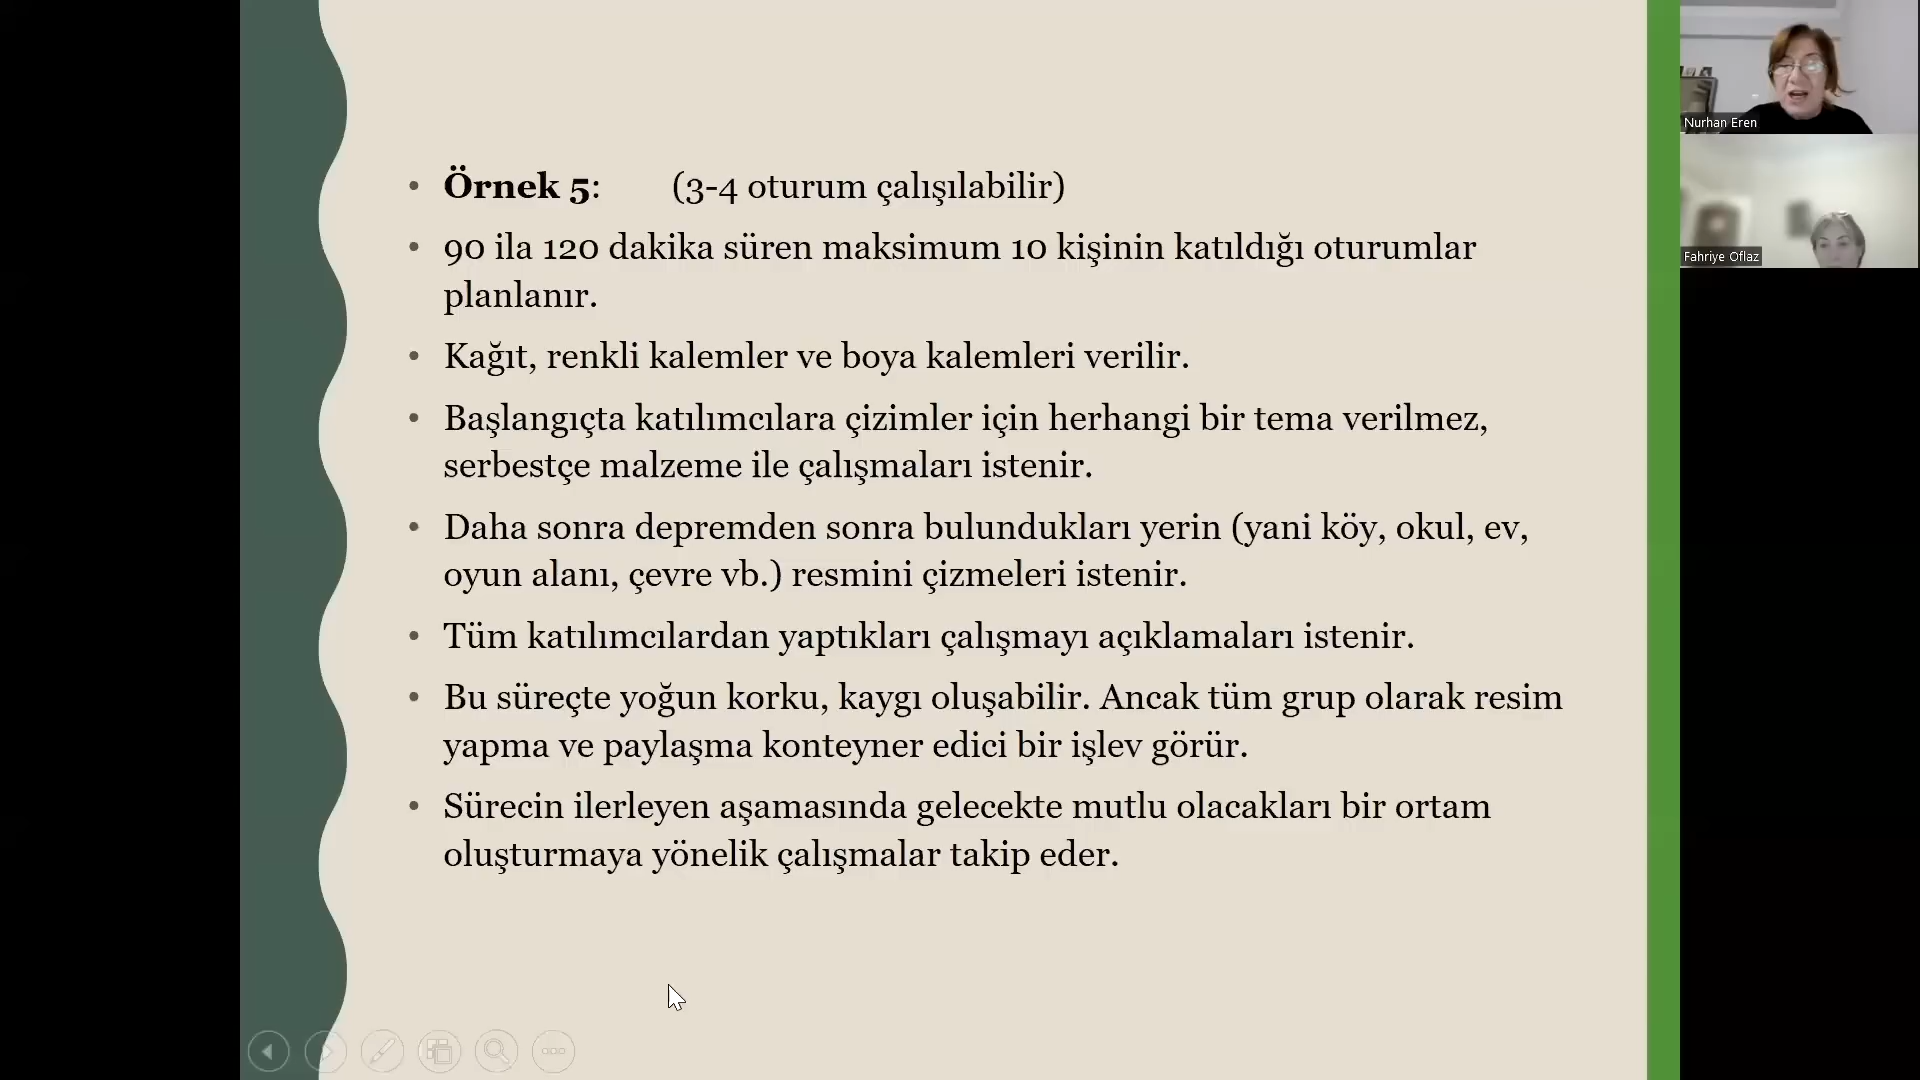 • Örnek 5: (3-4 oturum çalışılabilir)
• 90 ila 120 dakika süren maksimum 10 kişinin katıldığı oturumlar
planlanır.
• Kağıt, renkli kalemler ve boya kalemleri verilir.
• Başlangıçta katılımcılara çizimler için herhangi bir tema verilmez,
serbestçe malzeme ile çalışmaları istenir.
• Daha sonra depremden sonra bulundukları yerin (yani köy, okul, ev,
oyun alanı, çevre vb.) resmini çizmeleri istenir.
• Tüm katılımcılardan yaptıkları çalışmayı açıklamaları istenir.
• Bu süreçte yoğun korku, kaygı oluşabilir. Ancak tüm grup olarak resim
yapma ve paylaşma konteyner edici bir işlev görür.
• Sürecin ilerleyen aşamasında gelecekte mutlu olacakları bir ortam
oluşturmaya yönelik çalışmalar takip eder.
Nurhan Eren
Fahriye Oflaz